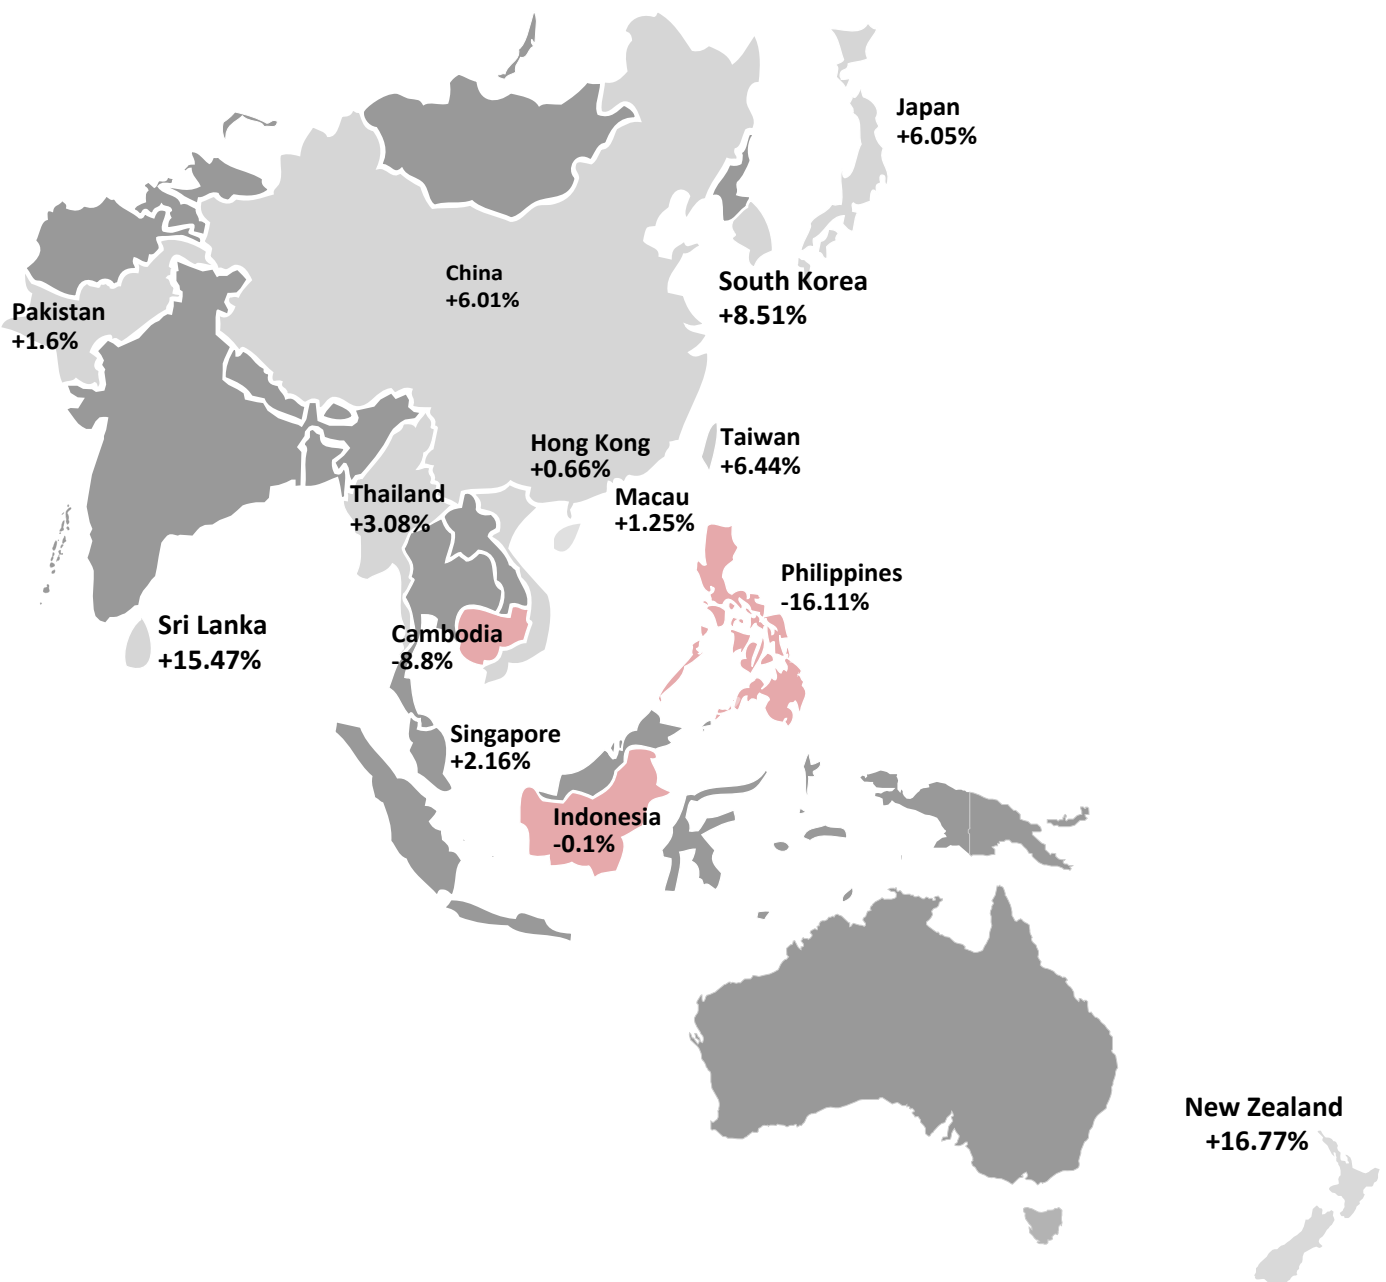 Japan
+6.05%
China
+6.01%
South Korea
+8.51%
Pakistan
+1.6%
Hong Kong
+0.66%
Taiwan
+6.44%
Thailand
+3.08%
Macau
+1.25%
Philippines
-16.11%
Sri Lanka
+15.47%
Cambodia
-8.8%
Singapore
+2.16%
Indonesia
-0.1%
New Zealand
+16.77%